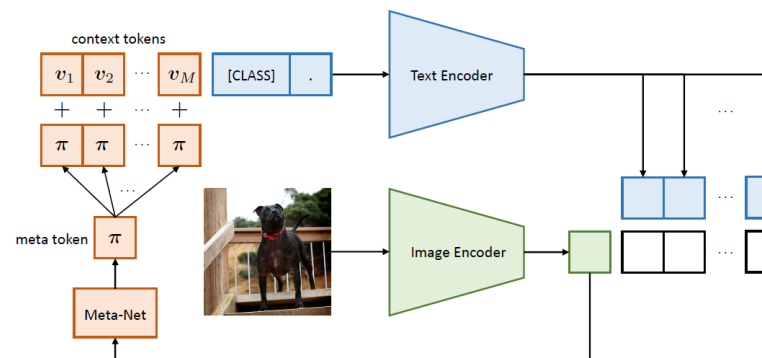 context tokens
v1 v2 ... vM [CLASS] .
Text Encoder
+ + ... +
...
π π ... π
...
meta token π
Image Encoder
...
...
Meta-Net